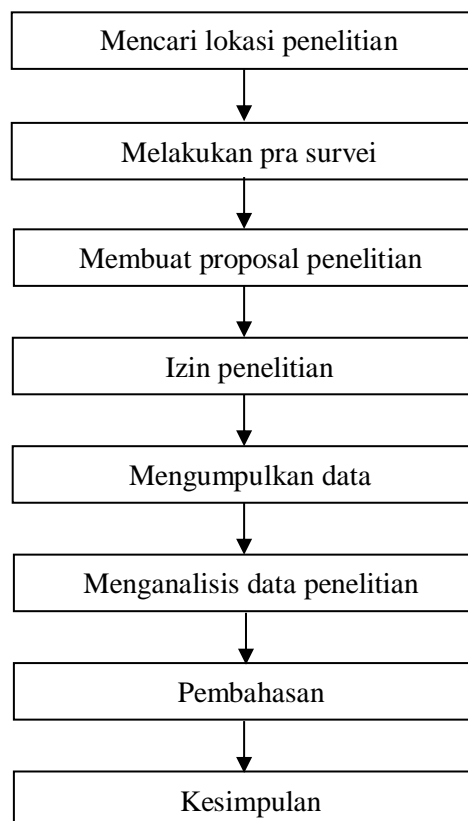 Mencari lokasi penelitian
Melakukan pra survei
Membuat proposal penelitian
Izin penelitian
Mengumpulkan data
Menganalisis data penelitian
Pembahasan
Kesimpulan